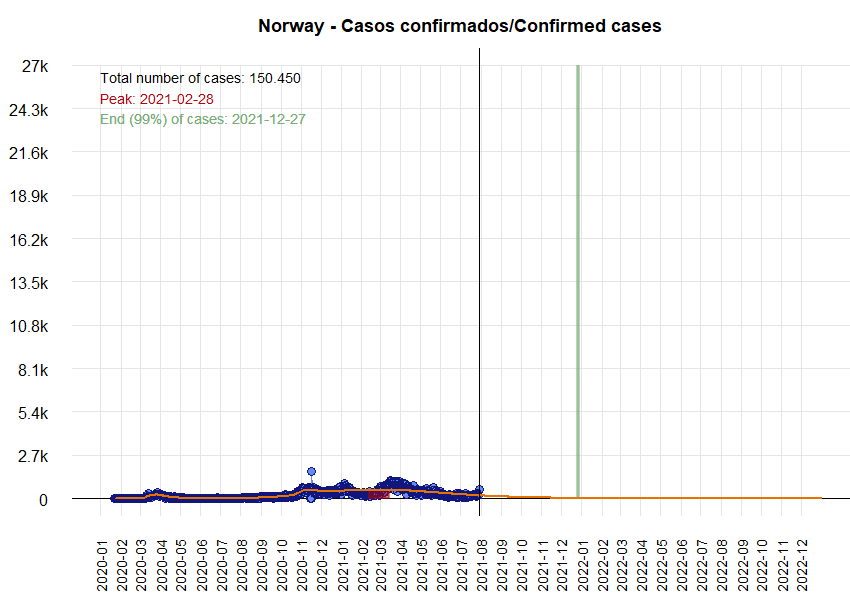 Norway - Casos confirmados/Confirmed cases
Total number of cases: 150.450
Peak: 2021-02-28
End (99%) of cases: 2021-12-27
27k
24.3k
21.6k
18.9k
16.2k
13.5k
10.8k
8.1k
5.4k
2.7k
0
2020-01
2020-02
2020-03
2020-04
2020-05
2020-06
2020-07
2020-08
2020-09
2020-10
2020-11
2020-12
2021-01
2021-02
2021-03
2021-04
2021-05
2021-06
2021-07
2021-08
2021-09
2021-10
2021-11
2021-12
2022-01
2022-02
2022-03
2022-04
2022-05
2022-06
2022-07
2022-08
2022-09
2022-10
2022-11
2022-12